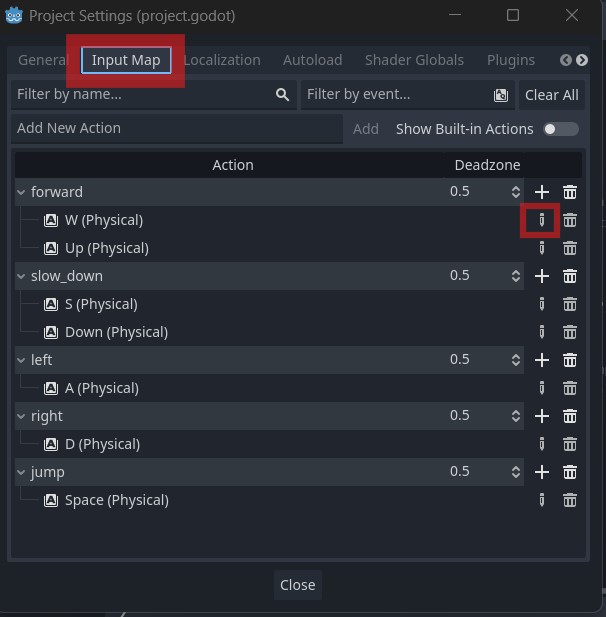 Project Settings (project.godot)
General Input Map Localization Autoload Shader Globals Plugins
Filter by name... Filter by event... Clear All
Add New Action Add Show Built-in Actions
Action Deadzone
forward 0.5
W (Physical)
Up (Physical)
slow_down 0.5
S (Physical)
Down (Physical)
left 0.5
A (Physical)
right 0.5
D (Physical)
jump 0.5
Space (Physical)
Close